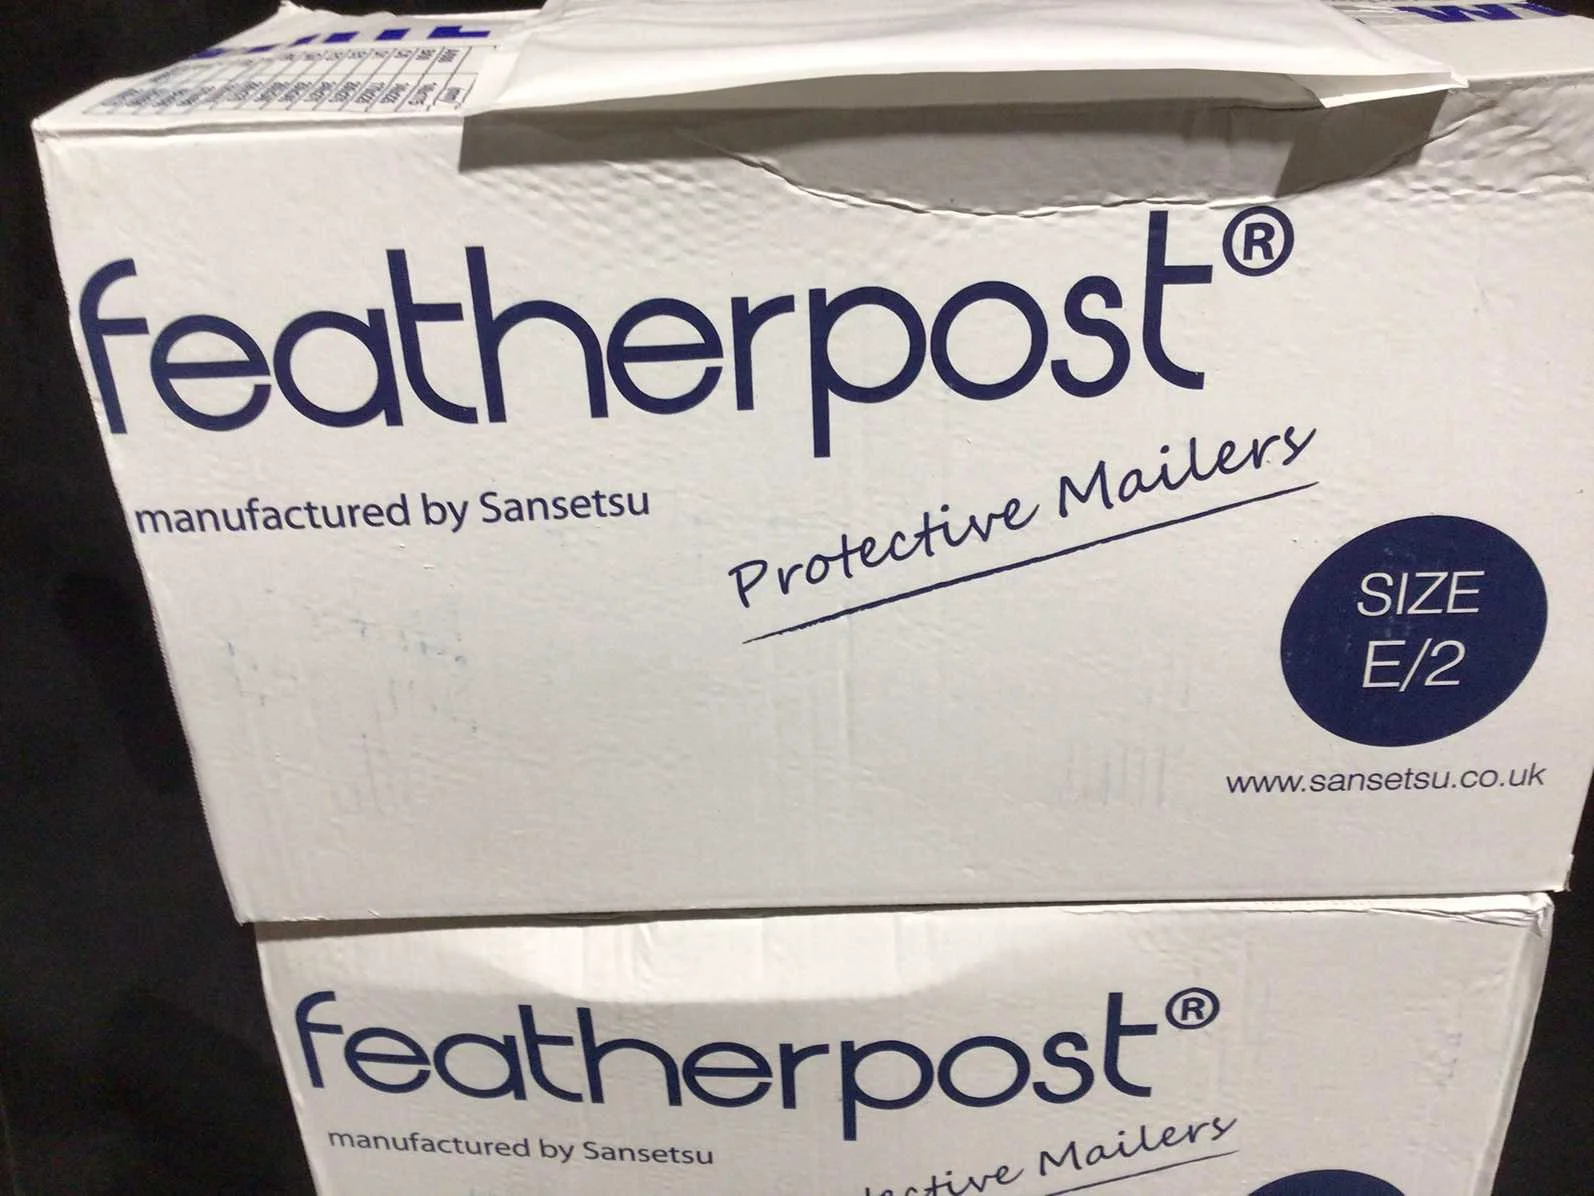 featherpost®
manufactured by Sansetsu
Protective Mailers
SIZE
E/2
www.sansetsu.co.uk
featherpost®
manufactured by Sansetsu
Mailers